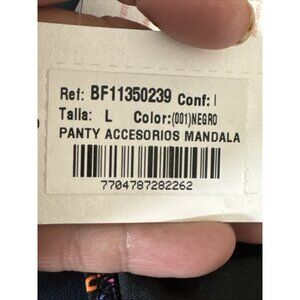 Ref: BF11350239 Conf: |
Talla: L Color:(001)NEGRO
PANTY ACCESORIOS MANDALA
7704787282262